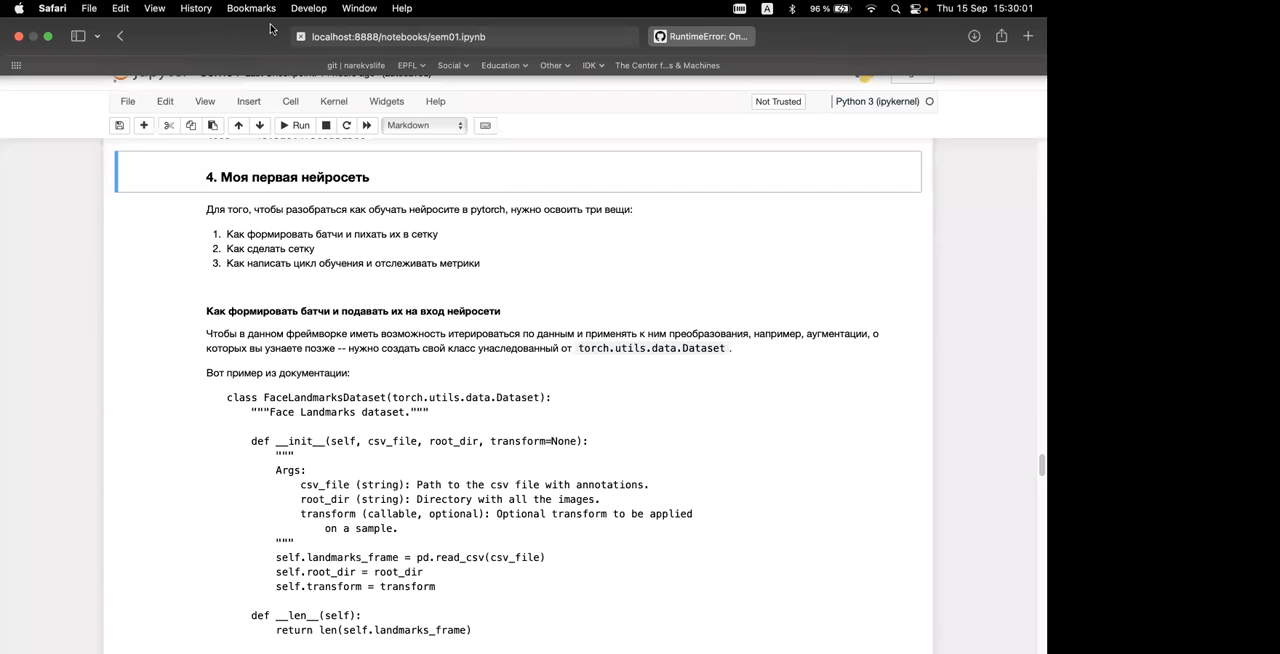 Safari File Edit View History Bookmarks Develop Window Help A 96 % Thu 15 Sep 15:30:01
localhost:8888/notebooks/sem01.ipynb RuntimeError: On...
git | narekvslife EPFL Social Education Other IDK The Center f...s & Machines
File Edit View Insert Cell Kernel Widgets Help Not Trusted Python 3 (ipykernel)
Run Markdown
4. Моя первая нейросеть
Для того, чтобы разобраться как обучать нейросите в pytorch, нужно освоить три вещи:
1. Как формировать батчи и пихать их в сетку
2. Как сделать сетку
3. Как написать цикл обучения и отслеживать метрики
Как формировать батчи и подавать их на вход нейросети
Чтобы в данном фреймворке иметь возможность итерироваться по данным и применять к ним преобразования, например, аугментации, о
которых вы узнаете позже -- нужно создать свой класс унаследованный от torch.utils.data.Dataset .
Вот пример из документации:
class FaceLandmarksDataset(torch.utils.data.Dataset):
"""Face Landmarks dataset."""
def __init__(self, csv_file, root_dir, transform=None):
"""
Args:
csv_file (string): Path to the csv file with annotations.
root_dir (string): Directory with all the images.
transform (callable, optional): Optional transform to be applied
on a sample.
"""
self.landmarks_frame = pd.read_csv(csv_file)
self.root_dir = root_dir
self.transform = transform
def __len__(self):
return len(self.landmarks_frame)